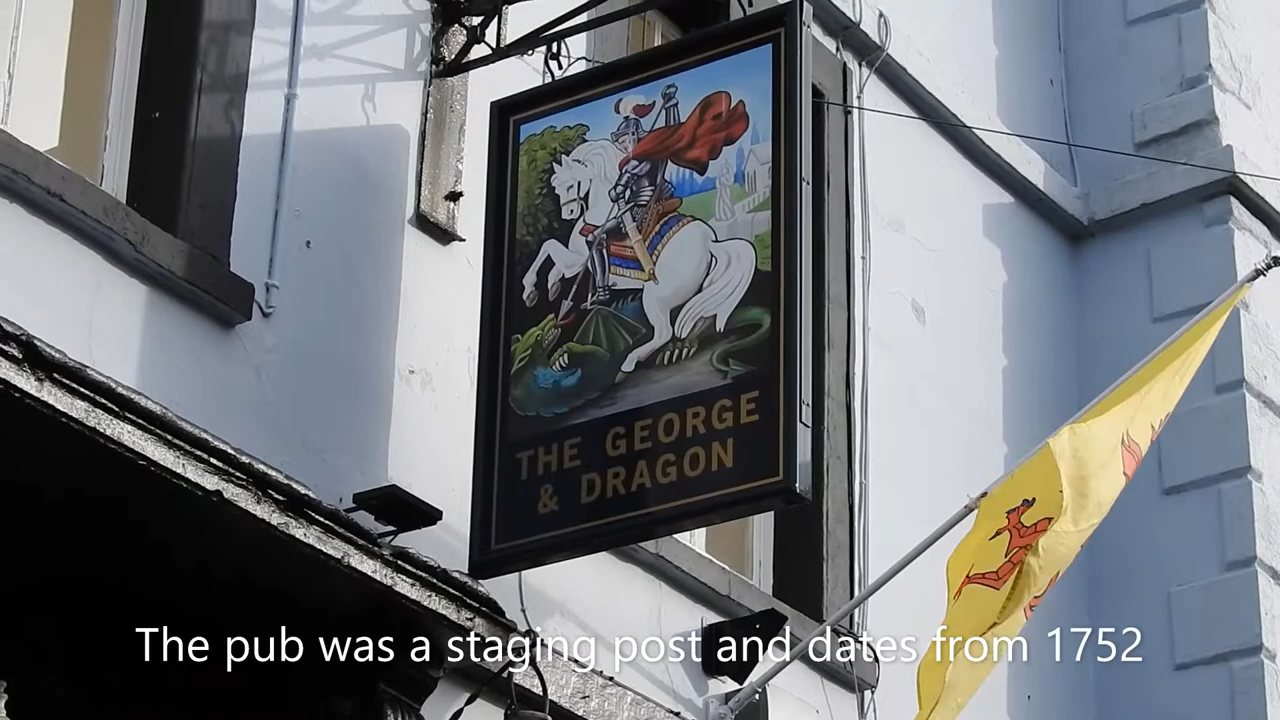 THE GEORGE
& DRAGON
The pub was a staging post and dates from 1752